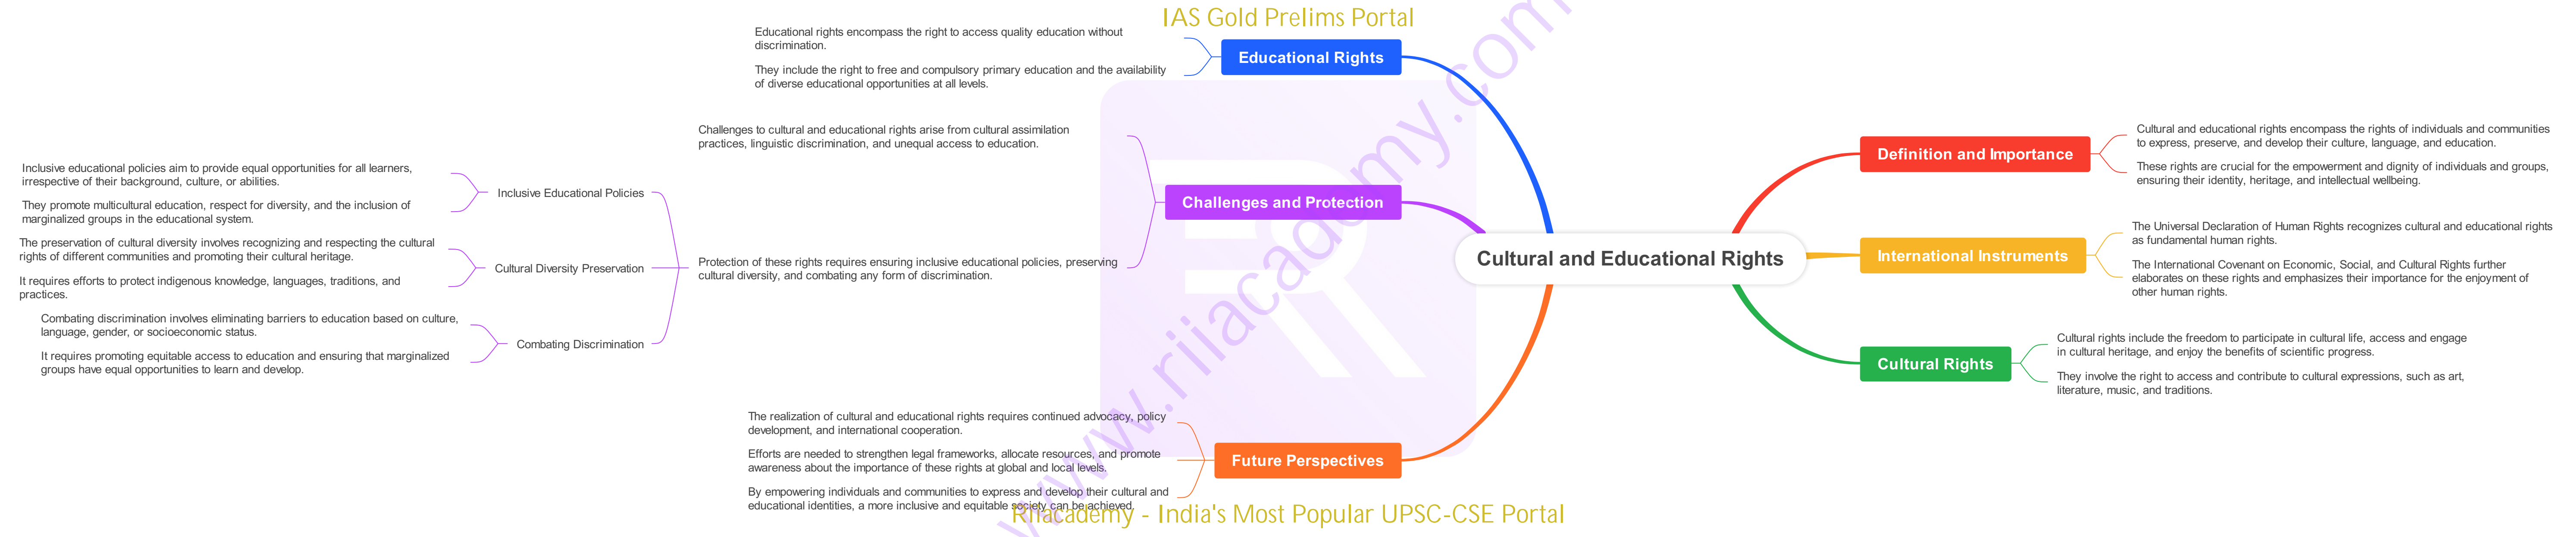 IAS Gold Prelims Portal
Cultural and Educational Rights
Definition and Importance
Cultural and educational rights encompass the rights of individuals and communities
to express, preserve, and develop their culture, language, and education.
These rights are crucial for the empowerment and dignity of individuals and groups,
ensuring their identity, heritage, and intellectual wellbeing.
International Instruments
The Universal Declaration of Human Rights recognizes cultural and educational rights
as fundamental human rights.
The International Covenant on Economic, Social, and Cultural Rights further
elaborates on these rights and emphasizes their importance for the enjoyment of
other human rights.
Cultural Rights
Cultural rights include the freedom to participate in cultural life, access and engage
in cultural heritage, and enjoy the benefits of scientific progress.
They involve the right to access and contribute to cultural expressions, such as art,
literature, music, and traditions.
Educational Rights
Educational rights encompass the right to access quality education without
discrimination.
They include the right to free and compulsory primary education and the availability
of diverse educational opportunities at all levels.
Challenges and Protection
Challenges to cultural and educational rights arise from cultural assimilation
practices, linguistic discrimination, and unequal access to education.
Protection of these rights requires ensuring inclusive educational policies, preserving
cultural diversity, and combating any form of discrimination.
Inclusive Educational Policies
Inclusive educational policies aim to provide equal opportunities for all learners,
irrespective of their background, culture, or abilities.
They promote multicultural education, respect for diversity, and the inclusion of
marginalized groups in the educational system.
Cultural Diversity Preservation
The preservation of cultural diversity involves recognizing and respecting the cultural
rights of different communities and promoting their cultural heritage.
It requires efforts to protect indigenous knowledge, languages, traditions, and
practices.
Combating Discrimination
Combating discrimination involves eliminating barriers to education based on culture,
language, gender, or socioeconomic status.
It requires promoting equitable access to education and ensuring that marginalized
groups have equal opportunities to learn and develop.
Future Perspectives
The realization of cultural and educational rights requires continued advocacy, policy
development, and international cooperation.
Efforts are needed to strengthen legal frameworks, allocate resources, and promote
awareness about the importance of these rights at global and local levels.
By empowering individuals and communities to express and develop their cultural and
educational identities, a more inclusive and equitable society can be achieved.
www.riiacademy.com
Riiacademy - India's Most Popular UPSC-CSE Portal